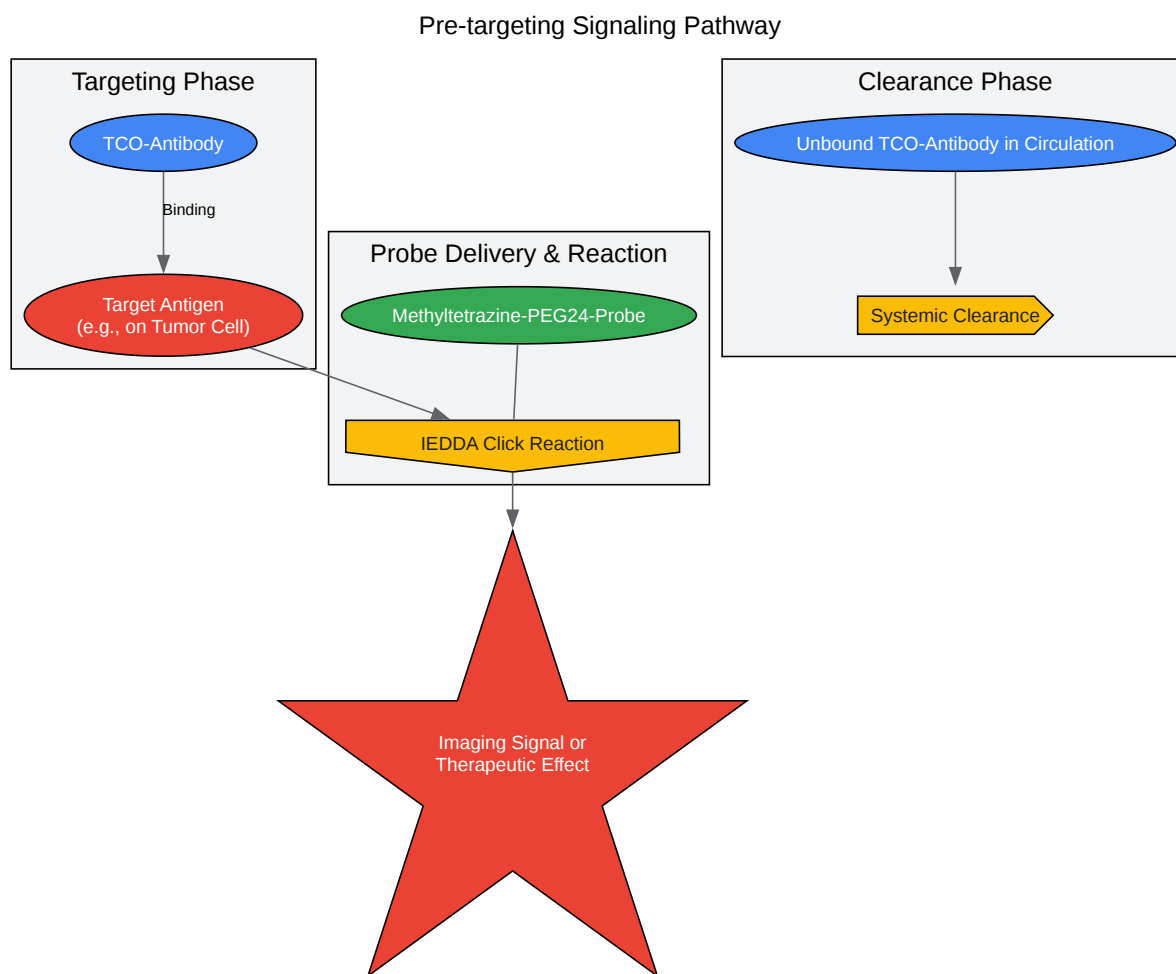 Pre-targeting Signaling Pathway
Targeting Phase
TCO-Antibody
Binding
Target Antigen
(e.g., on Tumor Cell)
Probe Delivery & Reaction
Methyltetrazine-PEG24-Probe
IEDDA Click Reaction
Imaging Signal or
Therapeutic Effect
Clearance Phase
Unbound TCO-Antibody in Circulation
Systemic Clearance